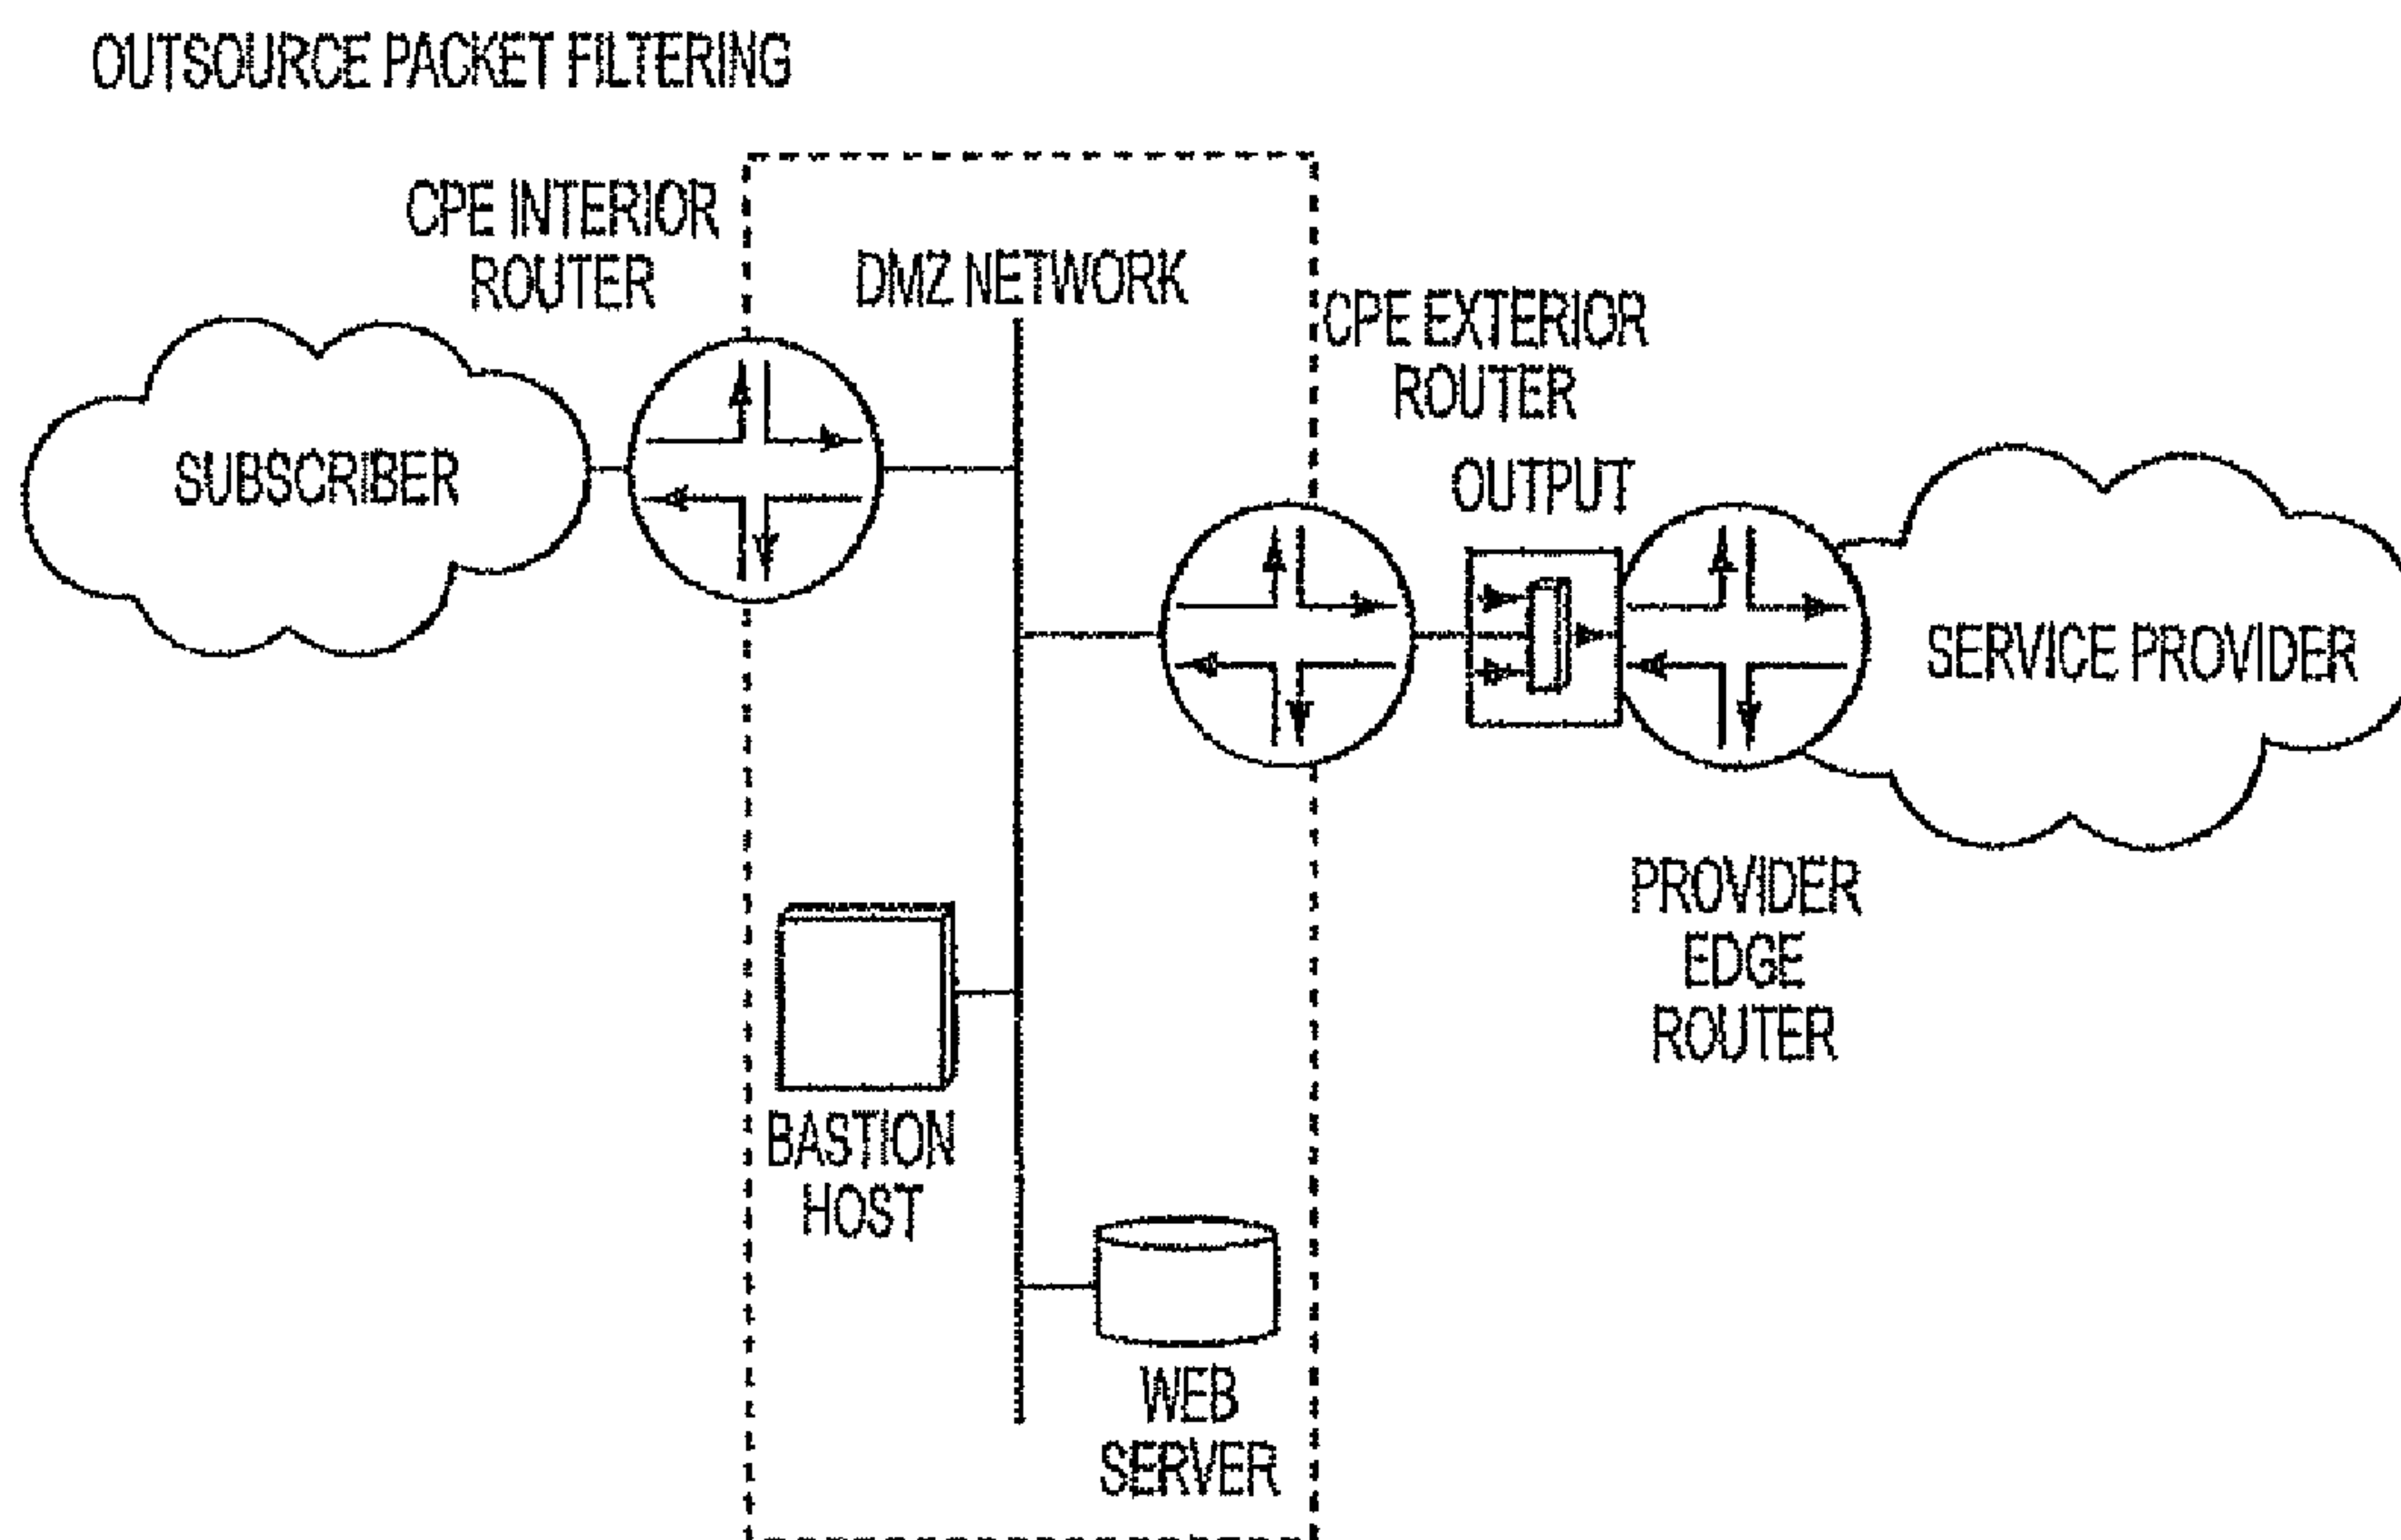 OUTSOURCE PACKET FILTERING
CPE INTERIOR
ROUTER
DMZ NETWORK
CPE EXTERIOR
ROUTER
OUTPUT
SUBSCRIBER
SERVICE PROVIDER
PROVIDER
EDGE
ROUTER
BASTION
HOST
WEB
SERVER